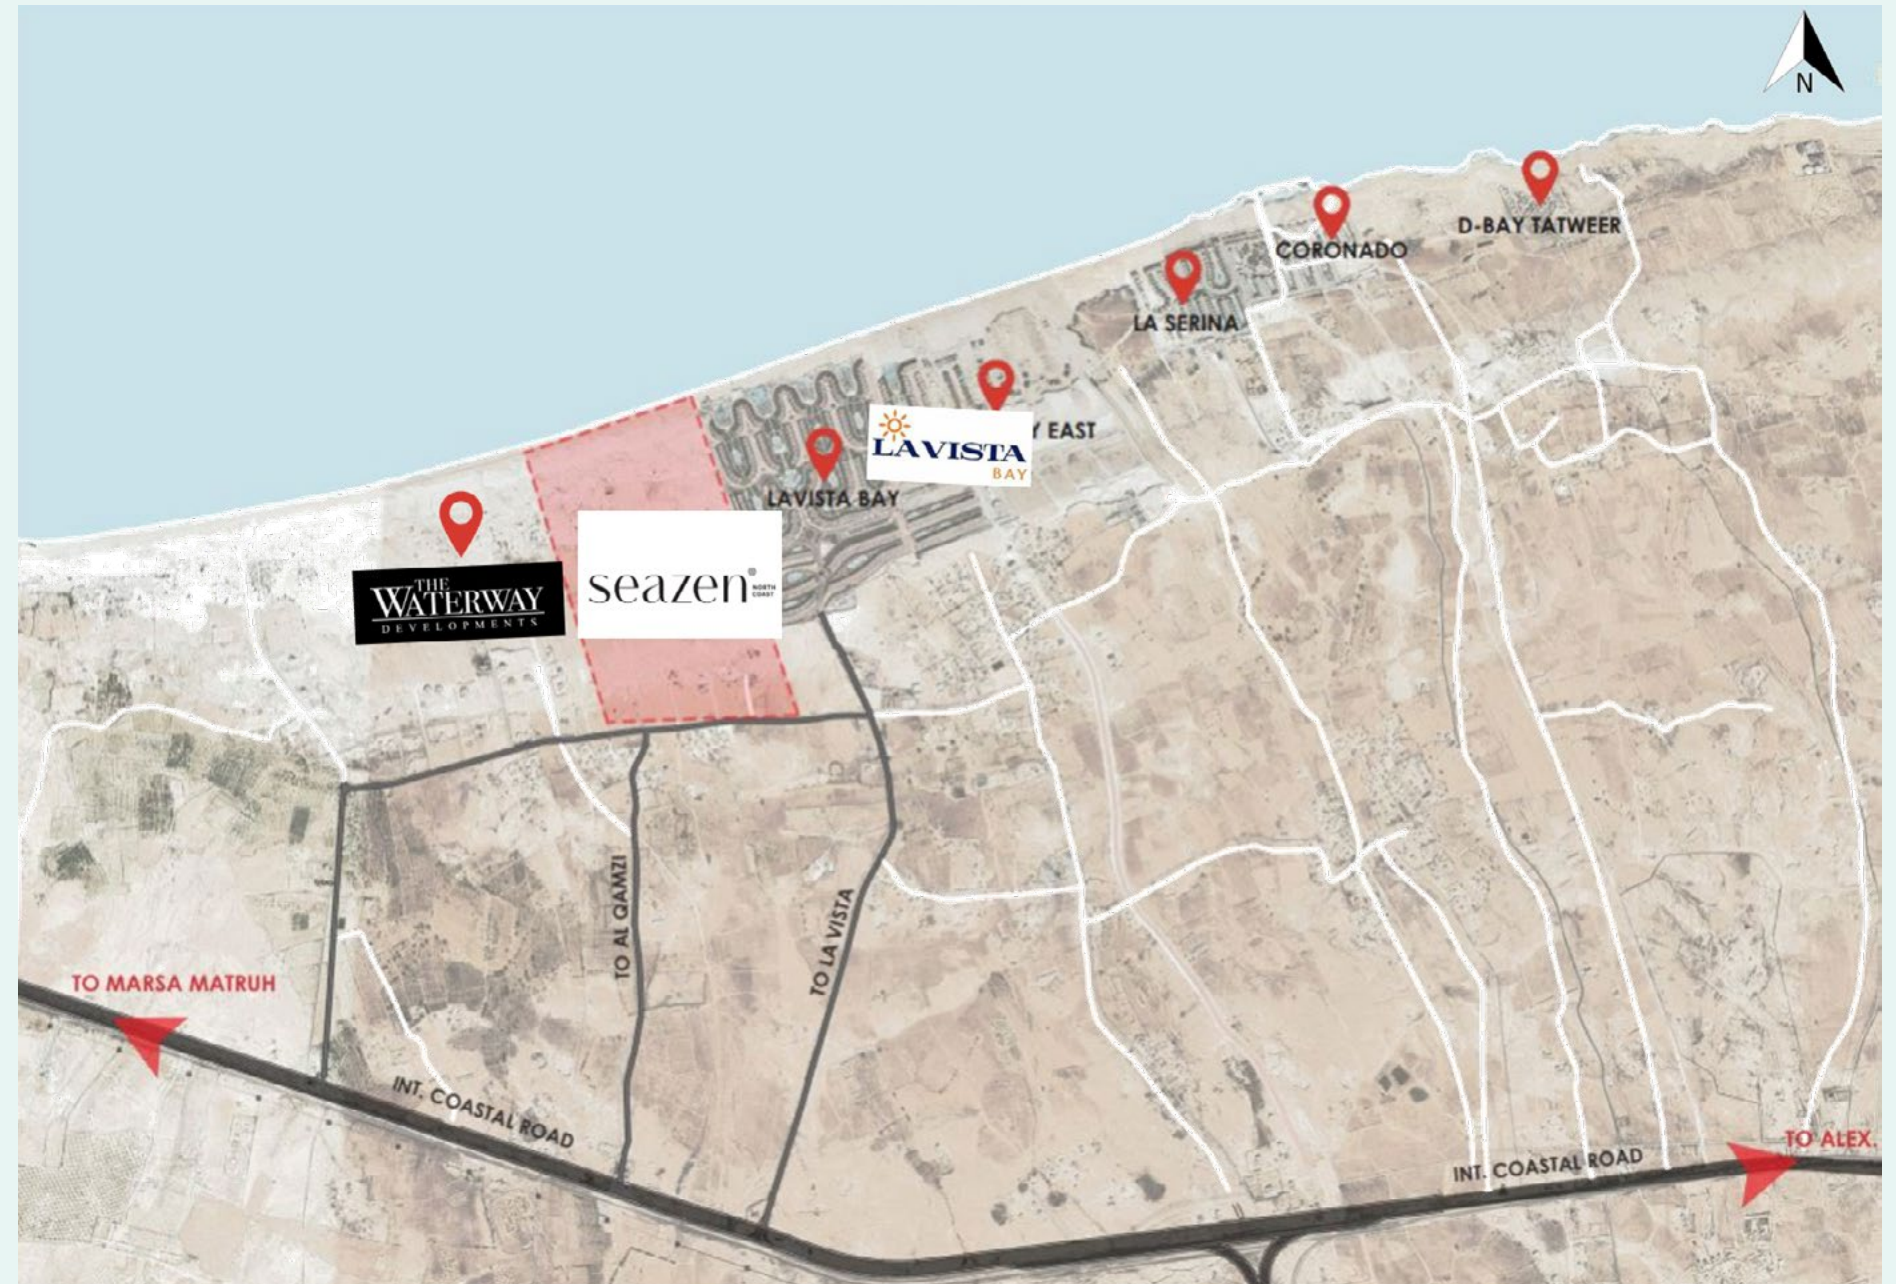 N
D-BAY TATWEER
CORONADO
LA SERINA
LAVISTA
BAY
Y EAST
LAVISTA BAY
THE
WATERWAY
DEVELOPMENTS
seazen
NORTH
COAST
TO AL QAMZI
TO LA VISTA
TO MARSA MATRUH
INT. COASTAL ROAD
INT. COASTAL ROAD
TO ALEX.